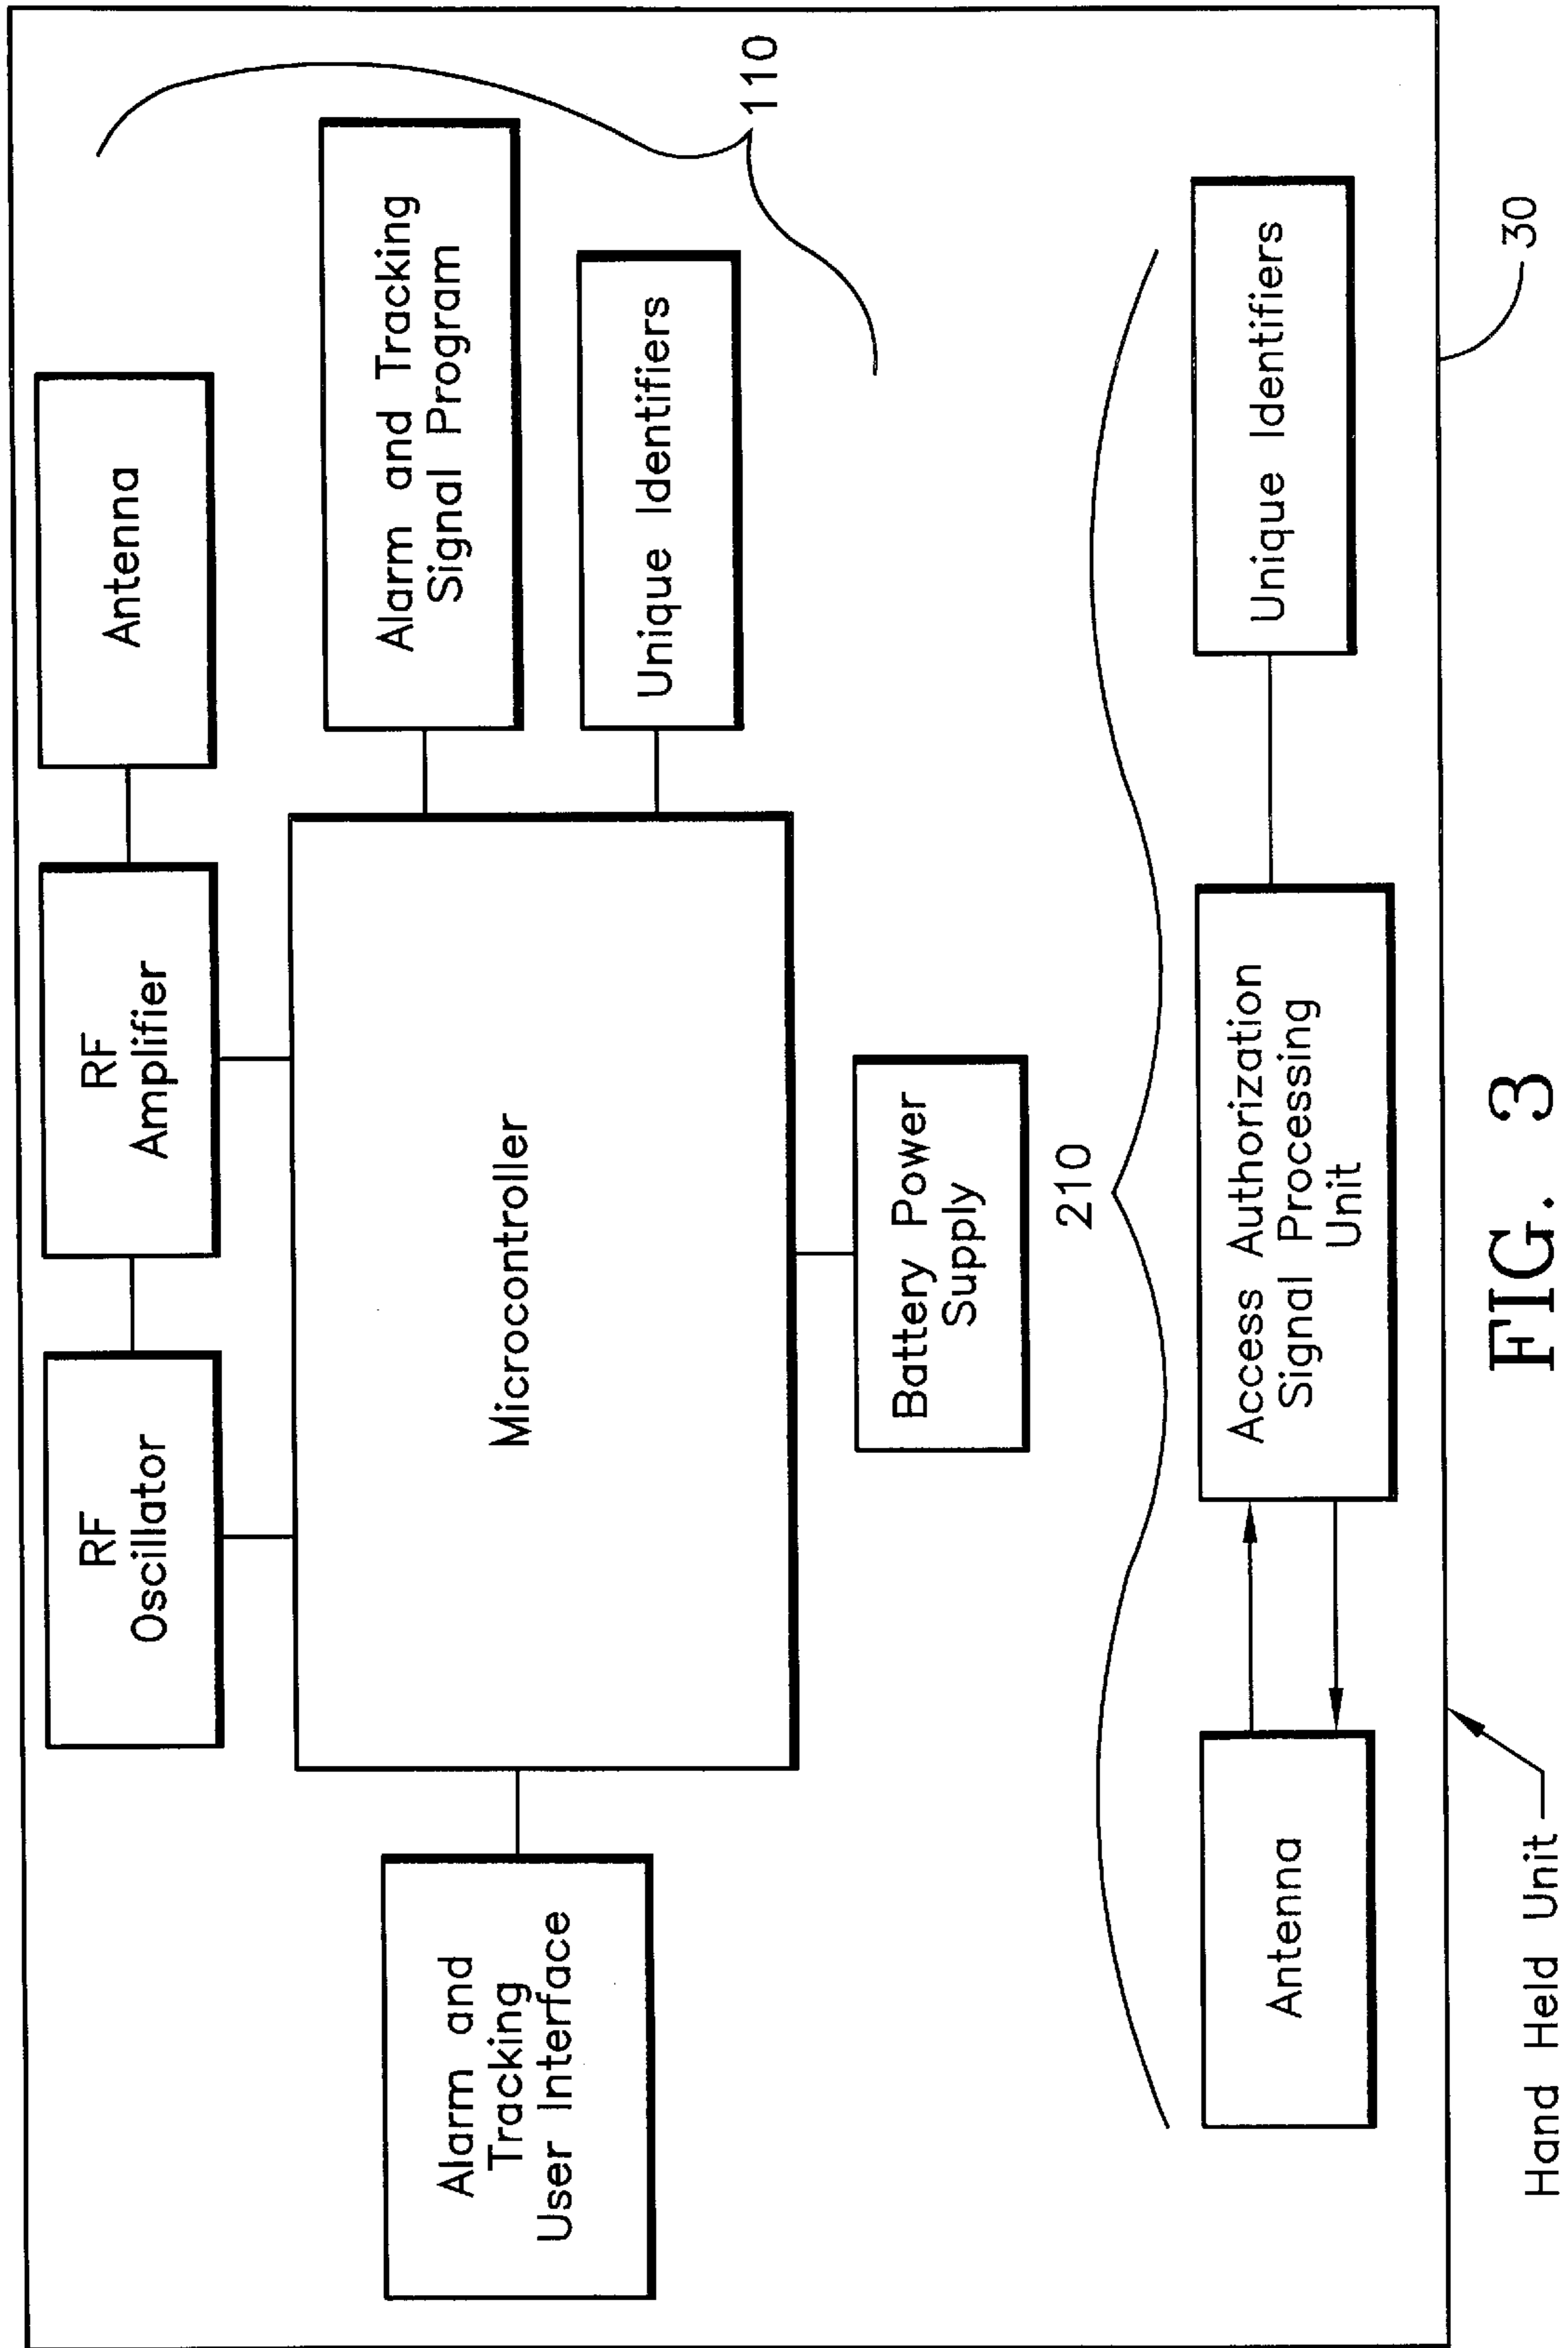 RF
Oscillator
RF
Amplifier
Antenna
Alarm and
Tracking
User Interface
Microcontroller
Alarm and Tracking
Signal Program
Unique Identifiers
110
Battery Power
Supply
210
Antenna
Access Authorization
Signal Processing
Unit
Unique Identifiers
Hand Held Unit
30
FIG. 3